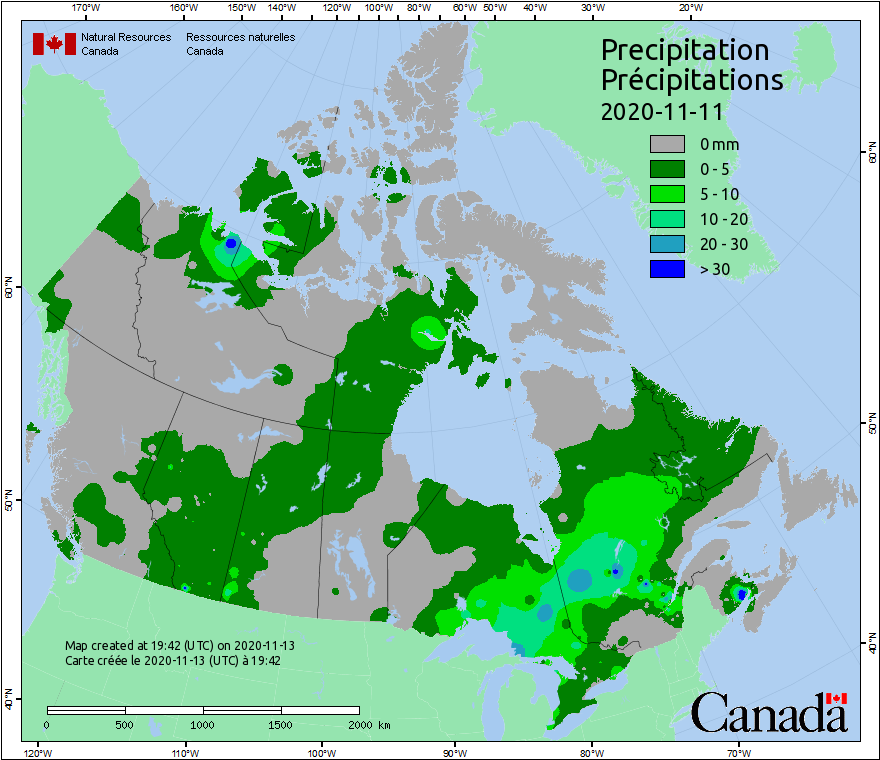 170°W 160°W 150°W 140°W 130°W 120°W 110°W 100°W 90°W 80°W 70°W 60°W 50°W 40°W 30°W 20°W
Natural Resources Canada
Ressources naturelles Canada
Precipitation
Précipitations
2020-11-11
0 mm
0 - 5
5 - 10
10 - 20
20 - 30
> 30
60°N
50°N
40°N
60°N
50°N
40°N
Map created at 19:42 (UTC) on 2020-11-13
Carte créée le 2020-11-13 (UTC) à 19:42
0 500 1000 1500 2000 km
Canada
120°W 110°W 100°W 90°W 80°W 70°W